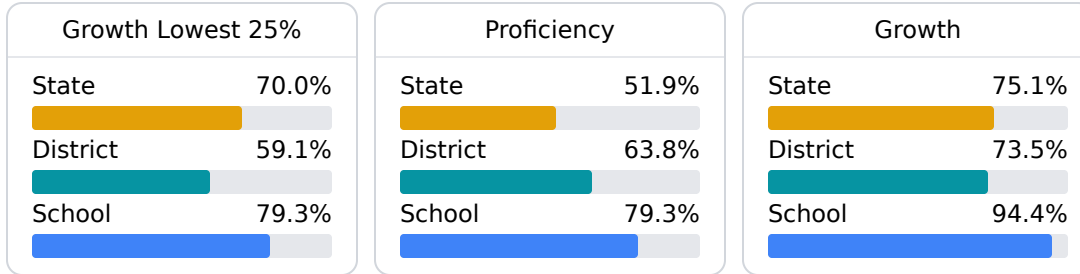 Growth Lowest 25%
State 70.0%
District 59.1%
School 79.3%
Proficiency
State 51.9%
District 63.8%
School 79.3%
Growth
State 75.1%
District 73.5%
School 94.4%